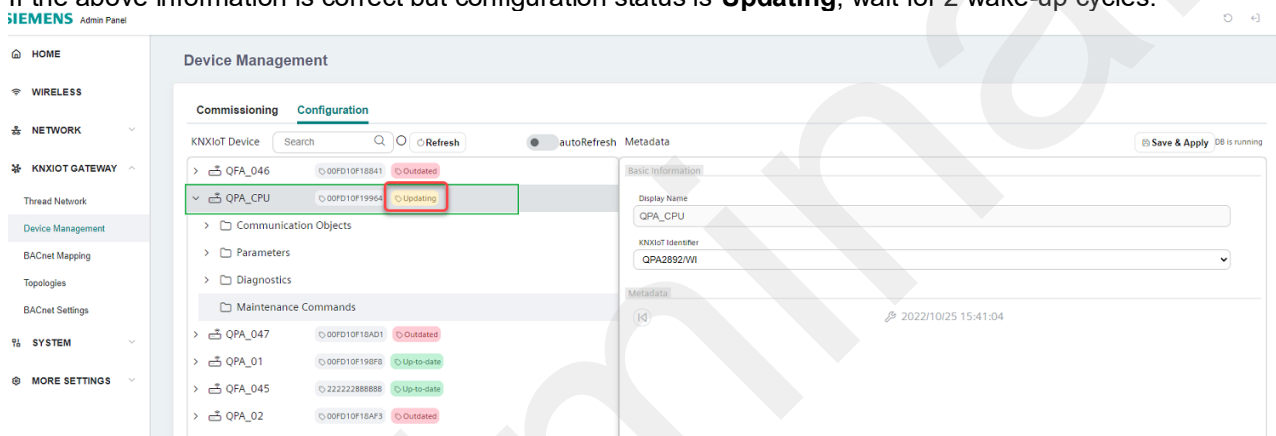 If the above information is correct but configuration status is Updating, wait for 2 wake-up cycles.
SIEMENS Admin Panel
HOME
WIRELESS
NETWORK
KNXIOT GATEWAY
Thread Network
Device Management
BACnet Mapping
Topologies
BACnet Settings
SYSTEM
MORE SETTINGS
Device Management
Commissioning Configuration
KNXIoT Device Search Refresh autoRefresh Metadata Save & Apply DB is running
QFA_046 00FD10F18841 Outdated
QPA_CPU 00FD10F19964 Updating
Communication Objects
Parameters
Diagnostics
Maintenance Commands
QPA_047 00FD10F18AD1 Outdated
QPA_01 00FD10F198F8 Up-to-date
QFA_045 222222BBBBBB Up-to-date
QPA_02 00FD10F18AF3 Outdated
Basic Information
Display Name
QPA_CPU
KNXIoT Identifier
QPA2892/WI
Metadata
2022/10/25 15:41:04